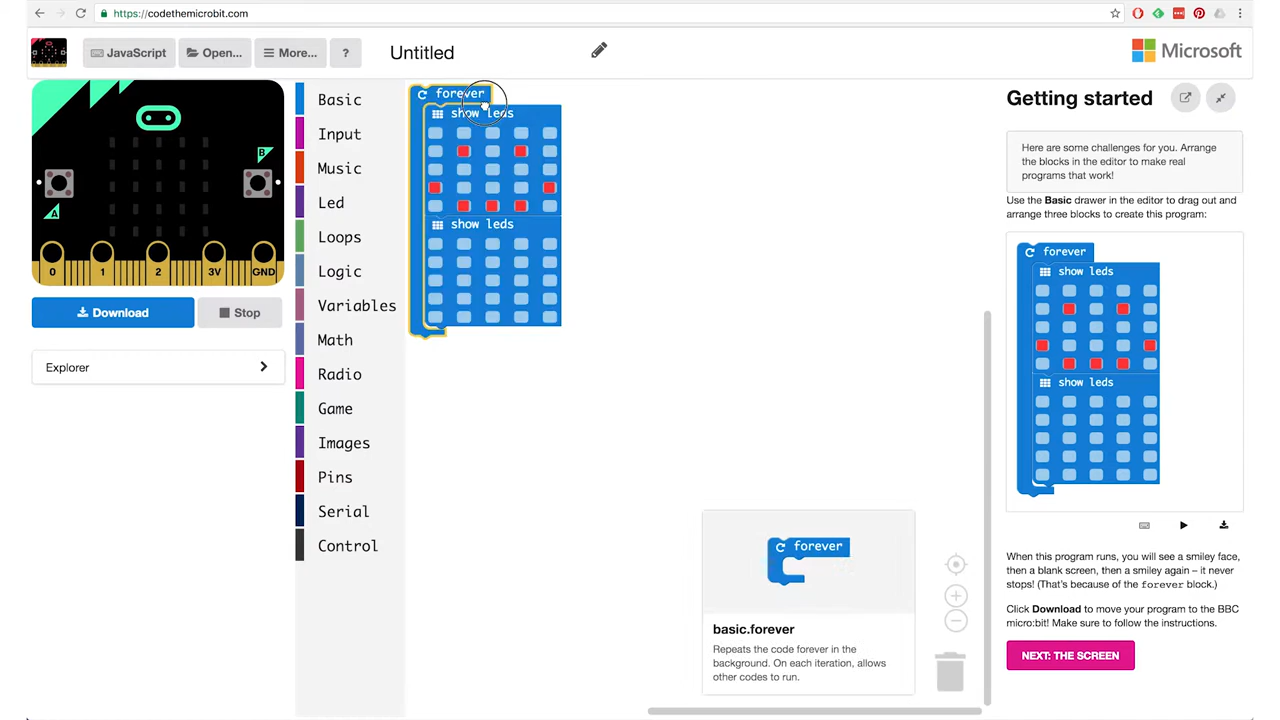 https://codethemicrobit.com
JavaScript
Open...
More...
?
Untitled
Microsoft
B
A
0
1
2
3V
GND
Download
Stop
Explorer
Basic
Input
Music
Led
Loops
Logic
Variables
Math
Radio
Game
Images
Pins
Serial
Control
forever
show leds
show leds
forever
basic.forever
Repeats the code forever in the
background. On each iteration, allows
other codes to run.
Getting started
Here are some challenges for you. Arrange
the blocks in the editor to make real
programs that work!
Use the Basic drawer in the editor to drag out and
arrange three blocks to create this program:
forever
show leds
show leds
When this program runs, you will see a smiley face,
then a blank screen, then a smiley again – it never
stops! (That's because of the forever block.)
Click Download to move your program to the BBC
micro:bit! Make sure to follow the instructions.
NEXT: THE SCREEN